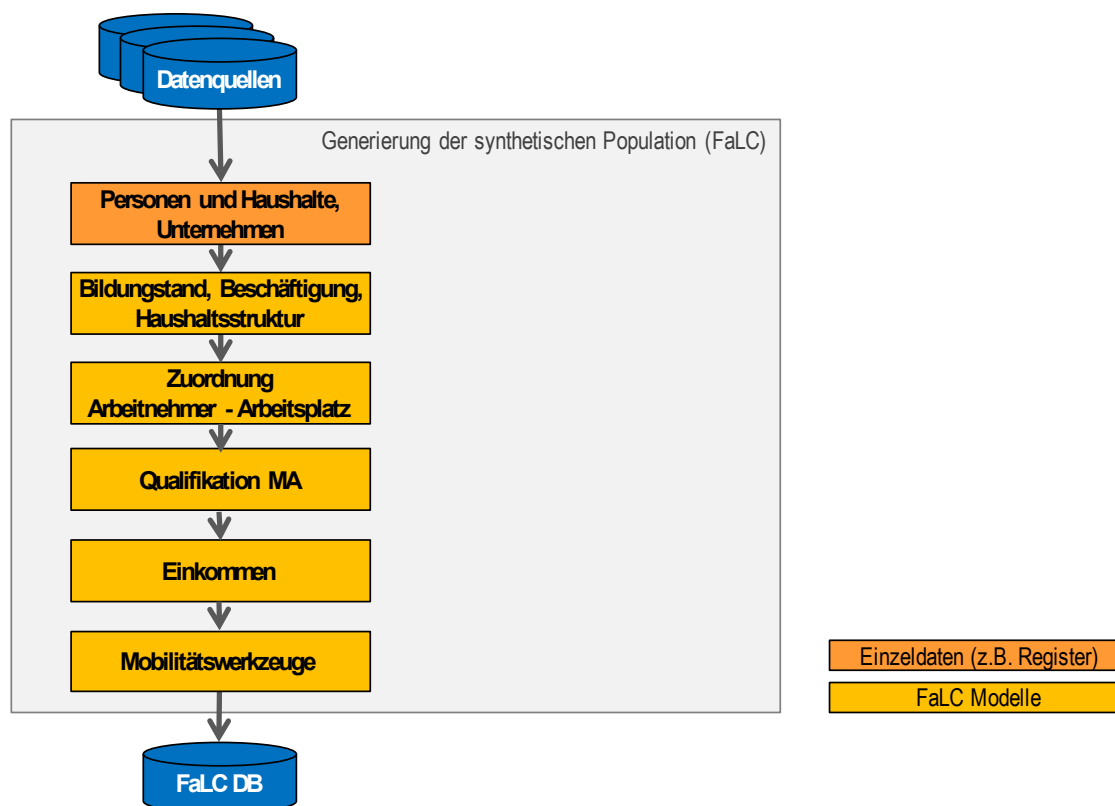 Datenquellen
Generierung der synthetischen Population (FaLC)
Personen und Haushalte,
Unternehmen
Bildungstand, Beschäftigung,
Haushaltsstruktur
Zuordnung
Arbeitnehmer - Arbeitsplatz
Qualifikation MA
Einkommen
Mobilitätswerkzeuge
Einzeldaten (z.B. Register)
FaLC Modelle
FaLC DB